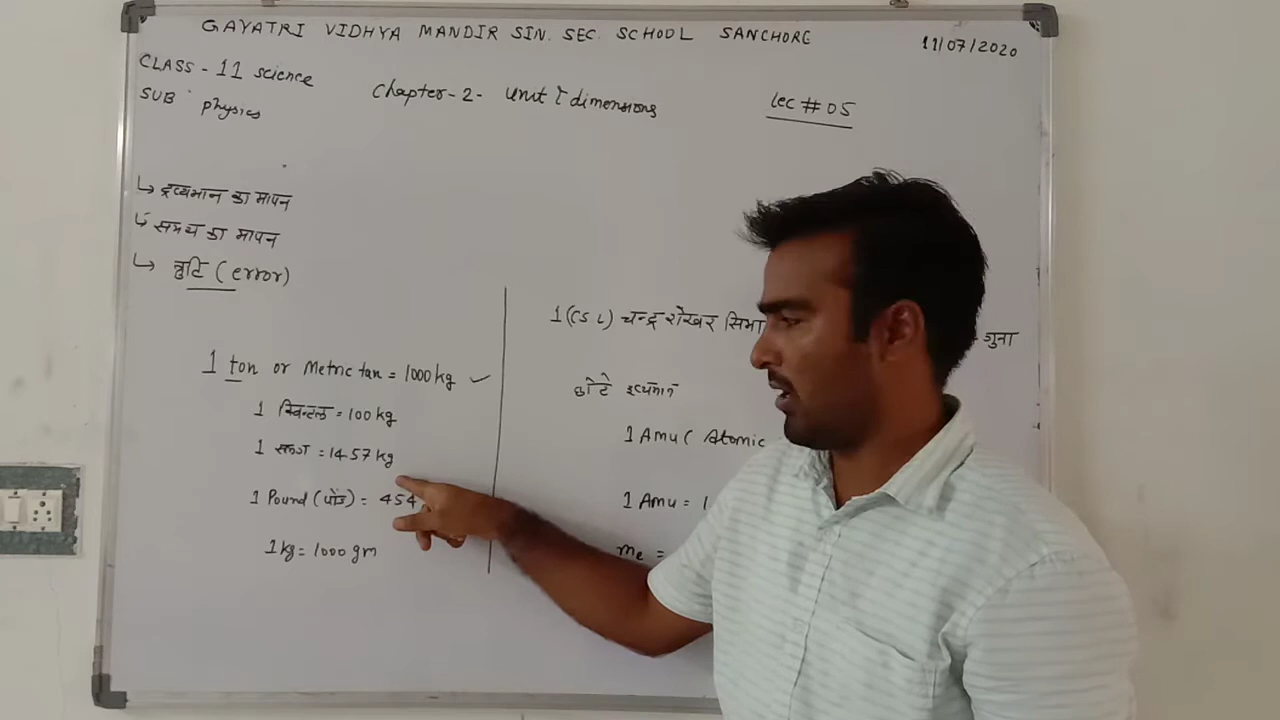 GAYATRI VIDHYA MANDIR SIN. SEC. SCHOOL SANCHORE
11/07/2020
CLASS - 11 science
SUB physics
Chapter-2- unit & dimensions
Lec # 05
↳ द्रव्यमान का मापन
↳ समय का मापन
↳ त्रुटि (error)
1 ton or Metric tan = 1000 kg ✓
1 क्विन्टल = 100 kg
1 स्लग = 14.57 kg
1 Pound (पौंड) = 454
1 kg = 1000 gm
1 (CSL) चन्द्रशेखर सिमा
गुना
छोटे द्रव्यमान
1 Amu ( Atomic
1 Amu = 1
me =